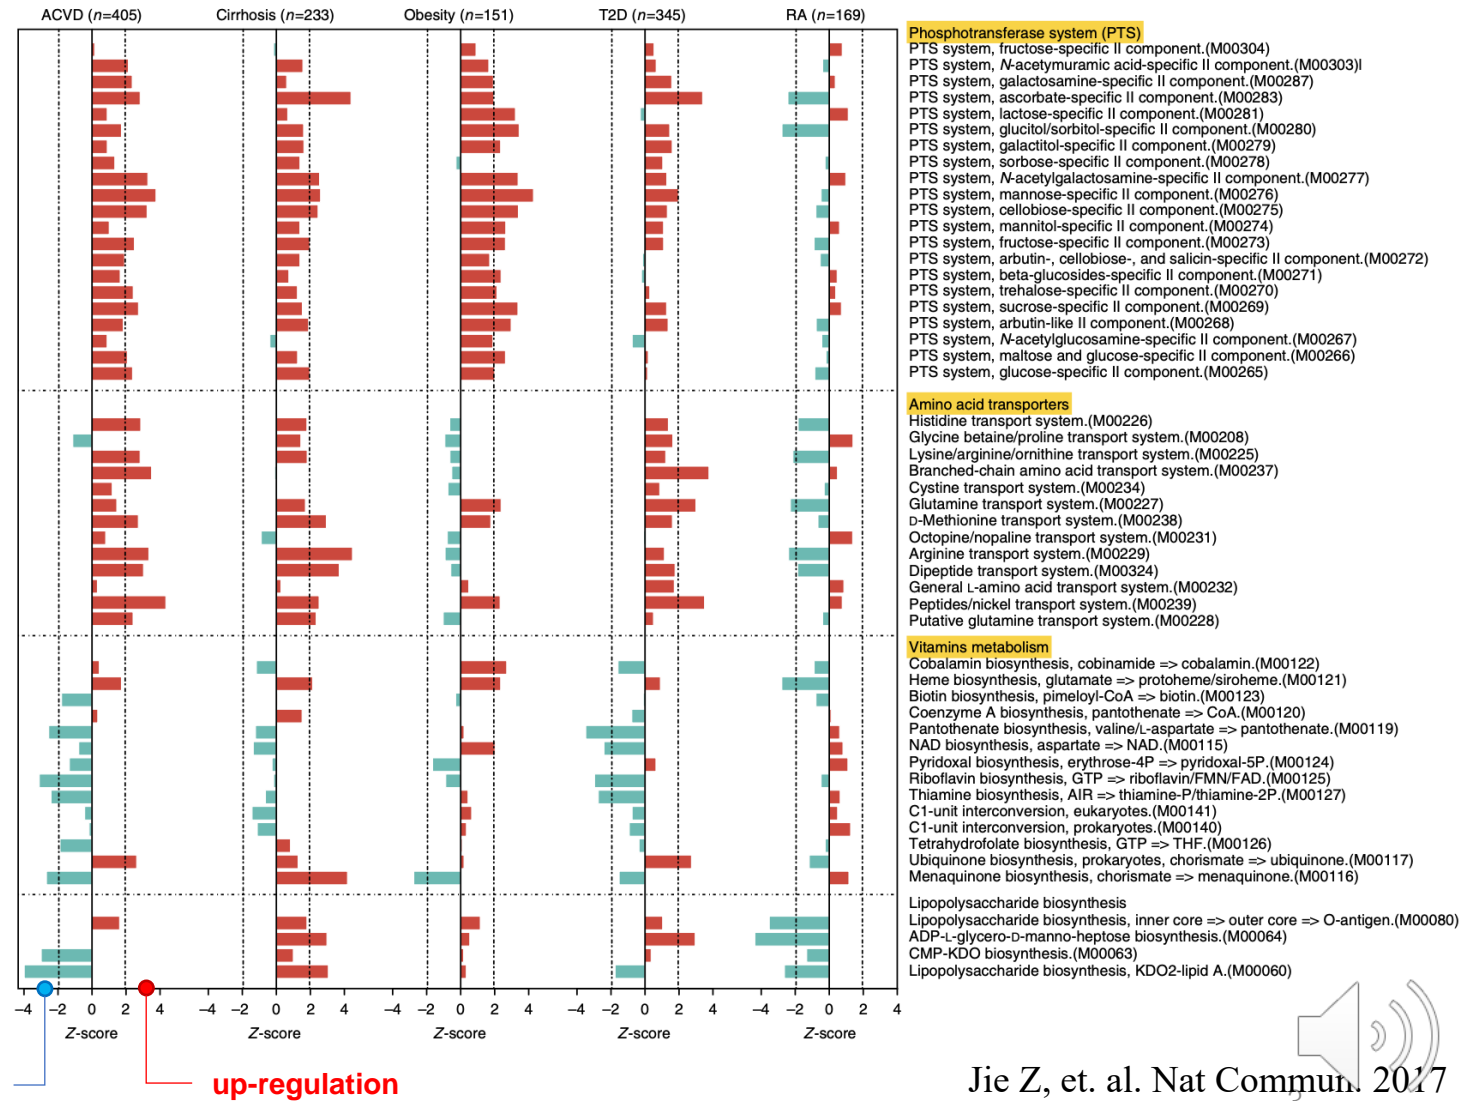 ACVD (n=405) Cirrhosis (n=233) Obesity (n=151) T2D (n=345) RA (n=169)
Phosphotransferase system (PTS)
PTS system, fructose-specific II component.(M00304)
PTS system, N-acetymuramic acid-specific II component.(M00303)l
PTS system, galactosamine-specific II component.(M00287)
PTS system, ascorbate-specific II component.(M00283)
PTS system, lactose-specific II component.(M00281)
PTS system, glucitol/sorbitol-specific II component.(M00280)
PTS system, galactitol-specific II component.(M00279)
PTS system, sorbose-specific II component.(M00278)
PTS system, N-acetylgalactosamine-specific II component.(M00277)
PTS system, mannose-specific II component.(M00276)
PTS system, cellobiose-specific II component.(M00275)
PTS system, mannitol-specific II component.(M00274)
PTS system, fructose-specific II component.(M00273)
PTS system, arbutin-, cellobiose-, and salicin-specific II component.(M00272)
PTS system, beta-glucosides-specific II component.(M00271)
PTS system, trehalose-specific II component.(M00270)
PTS system, sucrose-specific II component.(M00269)
PTS system, arbutin-like II component.(M00268)
PTS system, N-acetylglucosamine-specific II component.(M00267)
PTS system, maltose and glucose-specific II component.(M00266)
PTS system, glucose-specific II component.(M00265)
Amino acid transporters
Histidine transport system.(M00226)
Glycine betaine/proline transport system.(M00208)
Lysine/arginine/ornithine transport system.(M00225)
Branched-chain amino acid transport system.(M00237)
Cystine transport system.(M00234)
Glutamine transport system.(M00227)
D-Methionine transport system.(M00238)
Octopine/nopaline transport system.(M00231)
Arginine transport system.(M00229)
Dipeptide transport system.(M00324)
General L-amino acid transport system.(M00232)
Peptides/nickel transport system.(M00239)
Putative glutamine transport system.(M00228)
Vitamins metabolism
Cobalamin biosynthesis, cobinamide => cobalamin.(M00122)
Heme biosynthesis, glutamate => protoheme/siroheme.(M00121)
Biotin biosynthesis, pimeloyl-CoA => biotin.(M00123)
Coenzyme A biosynthesis, pantothenate => CoA.(M00120)
Pantothenate biosynthesis, valine/L-aspartate => pantothenate.(M00119)
NAD biosynthesis, aspartate => NAD.(M00115)
Pyridoxal biosynthesis, erythrose-4P => pyridoxal-5P.(M00124)
Riboflavin biosynthesis, GTP => riboflavin/FMN/FAD.(M00125)
Thiamine biosynthesis, AIR => thiamine-P/thiamine-2P.(M00127)
C1-unit interconversion, eukaryotes.(M00141)
C1-unit interconversion, prokaryotes.(M00140)
Tetrahydrofolate biosynthesis, GTP => THF.(M00126)
Ubiquinone biosynthesis, prokaryotes, chorismate => ubiquinone.(M00117)
Menaquinone biosynthesis, chorismate => menaquinone.(M00116)
Lipopolysaccharide biosynthesis
Lipopolysaccharide biosynthesis, inner core => outer core => O-antigen.(M00080)
ADP-L-glycero-D-manno-heptose biosynthesis.(M00064)
CMP-KDO biosynthesis.(M00063)
Lipopolysaccharide biosynthesis, KDO2-lipid A.(M00060)
−4 −2 0 2 4 −4 −2 0 2 4 −4 −2 0 2 4 −4 −2 0 2 4 −4 −2 0 2 4
Z-score Z-score Z-score Z-score Z-score
up-regulation
Jie Z, et. al. Nat Commun. 2017